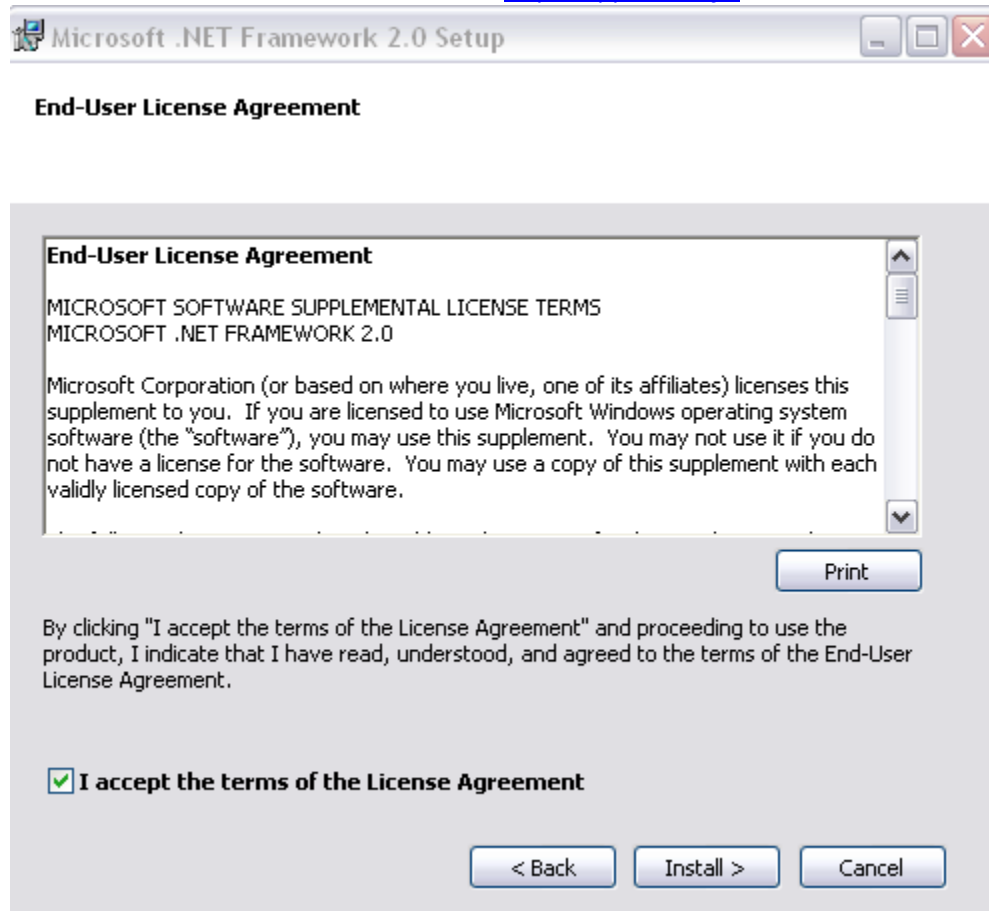 Microsoft .NET Framework 2.0 Setup
End-User License Agreement
End-User License Agreement
MICROSOFT SOFTWARE SUPPLEMENTAL LICENSE TERMS
MICROSOFT .NET FRAMEWORK 2.0
Microsoft Corporation (or based on where you live, one of its affiliates) licenses this
supplement to you.  If you are licensed to use Microsoft Windows operating system
software (the “software”), you may use this supplement.  You may not use it if you do
not have a license for the software.  You may use a copy of this supplement with each
validly licensed copy of the software.
Print
By clicking "I accept the terms of the License Agreement" and proceeding to use the
product, I indicate that I have read, understood, and agreed to the terms of the End-User
License Agreement.
I accept the terms of the License Agreement
< Back
Install >
Cancel